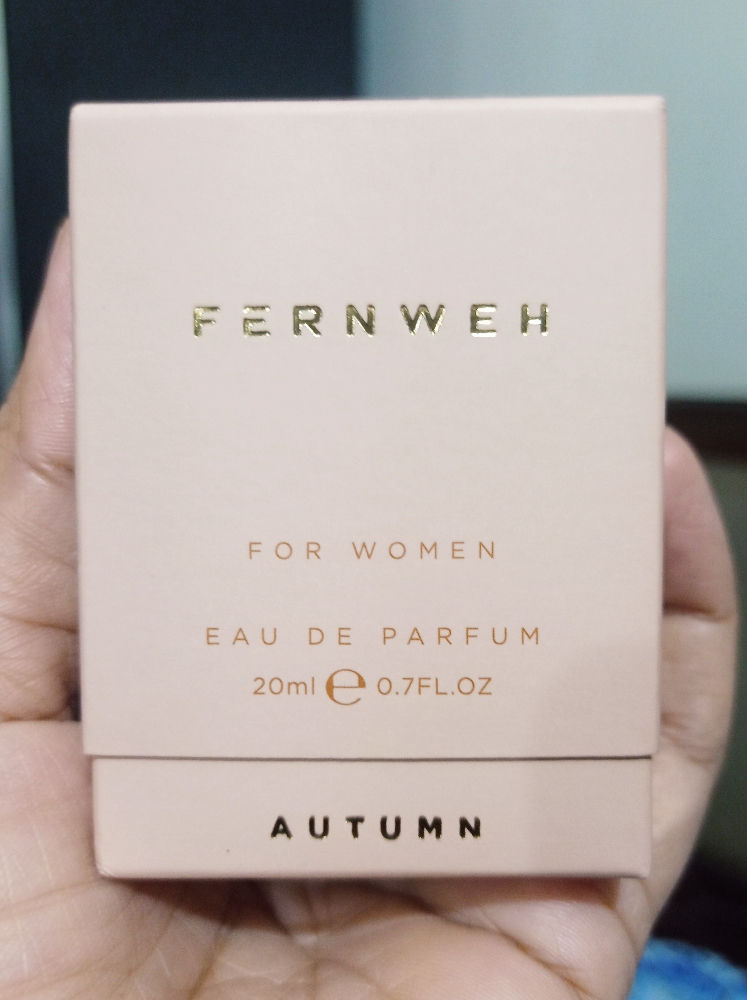 FERNWEH
FOR WOMEN
EAU DE PARFUM
20ml e 0.7FL.OZ
AUTUMN